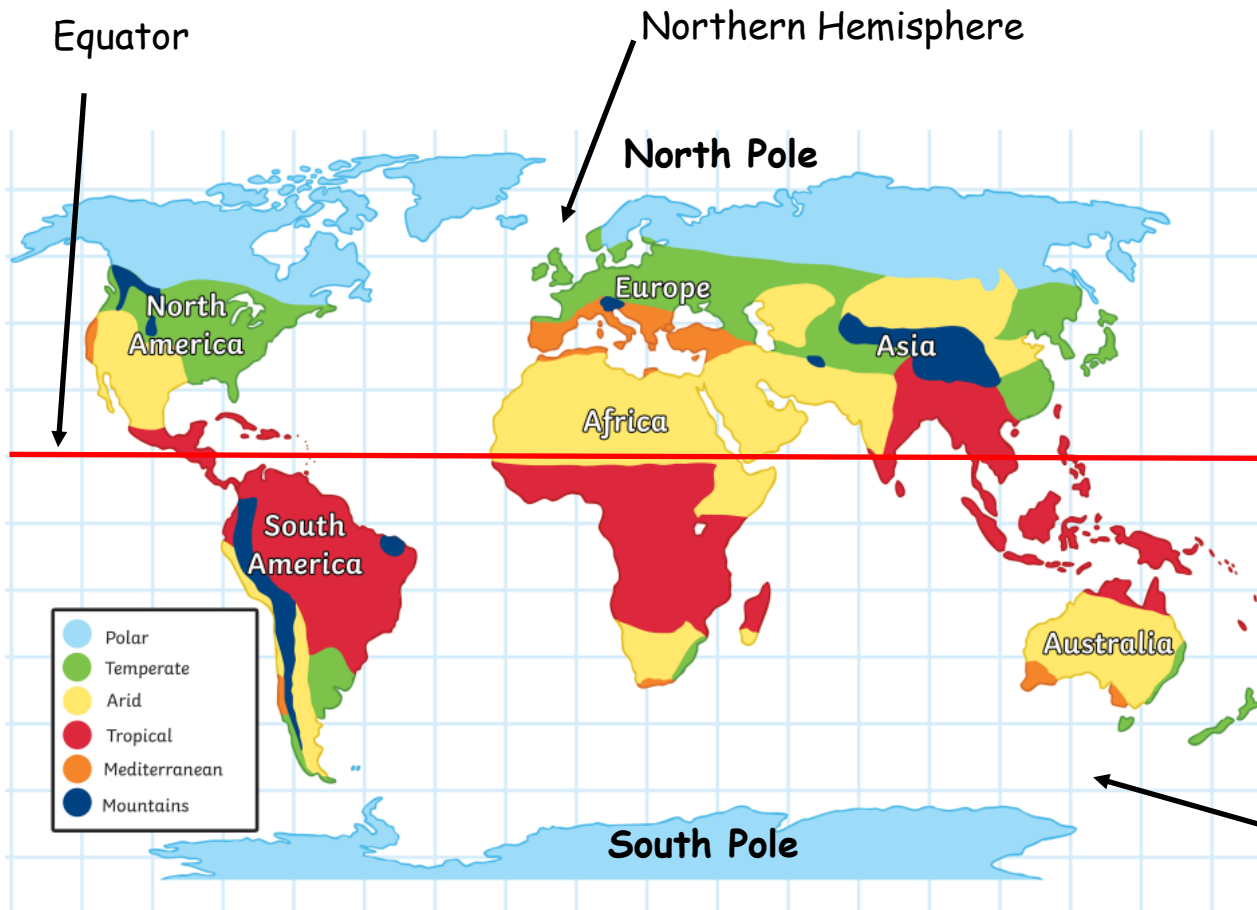 Equator
Northern Hemisphere
North Pole
North
America
Europe
Asia
Africa
South
America
Australia
Polar
Temperate
Arid
Tropical
Mediterranean
Mountains
South Pole